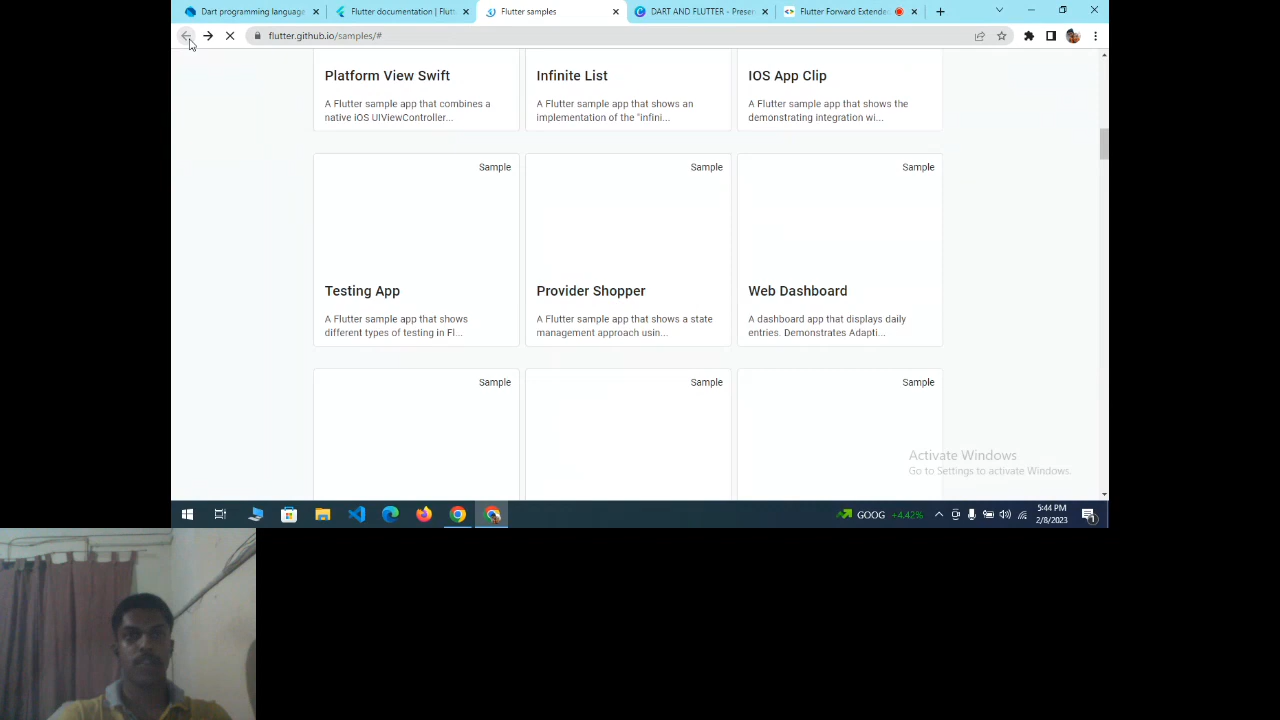 Dart programming language
Flutter documentation | Flutt
Flutter samples
DART AND FLUTTER - Presen
Flutter Forward Extended
flutter.github.io/samples/#
Platform View Swift
Infinite List
IOS App Clip
A Flutter sample app that combines a
native iOS UIViewController...
A Flutter sample app that shows an
implementation of the "infini...
A Flutter sample app that shows the
demonstrating integration wi...
Sample
Sample
Sample
Testing App
Provider Shopper
Web Dashboard
A Flutter sample app that shows
different types of testing in Fl...
A Flutter sample app that shows a state
management approach usin...
A dashboard app that displays daily
entries. Demonstrates Adapti...
Sample
Sample
Sample
Activate Windows
Go to Settings to activate Windows.
GOOG +4.42%
5:44 PM
2/8/2023
1